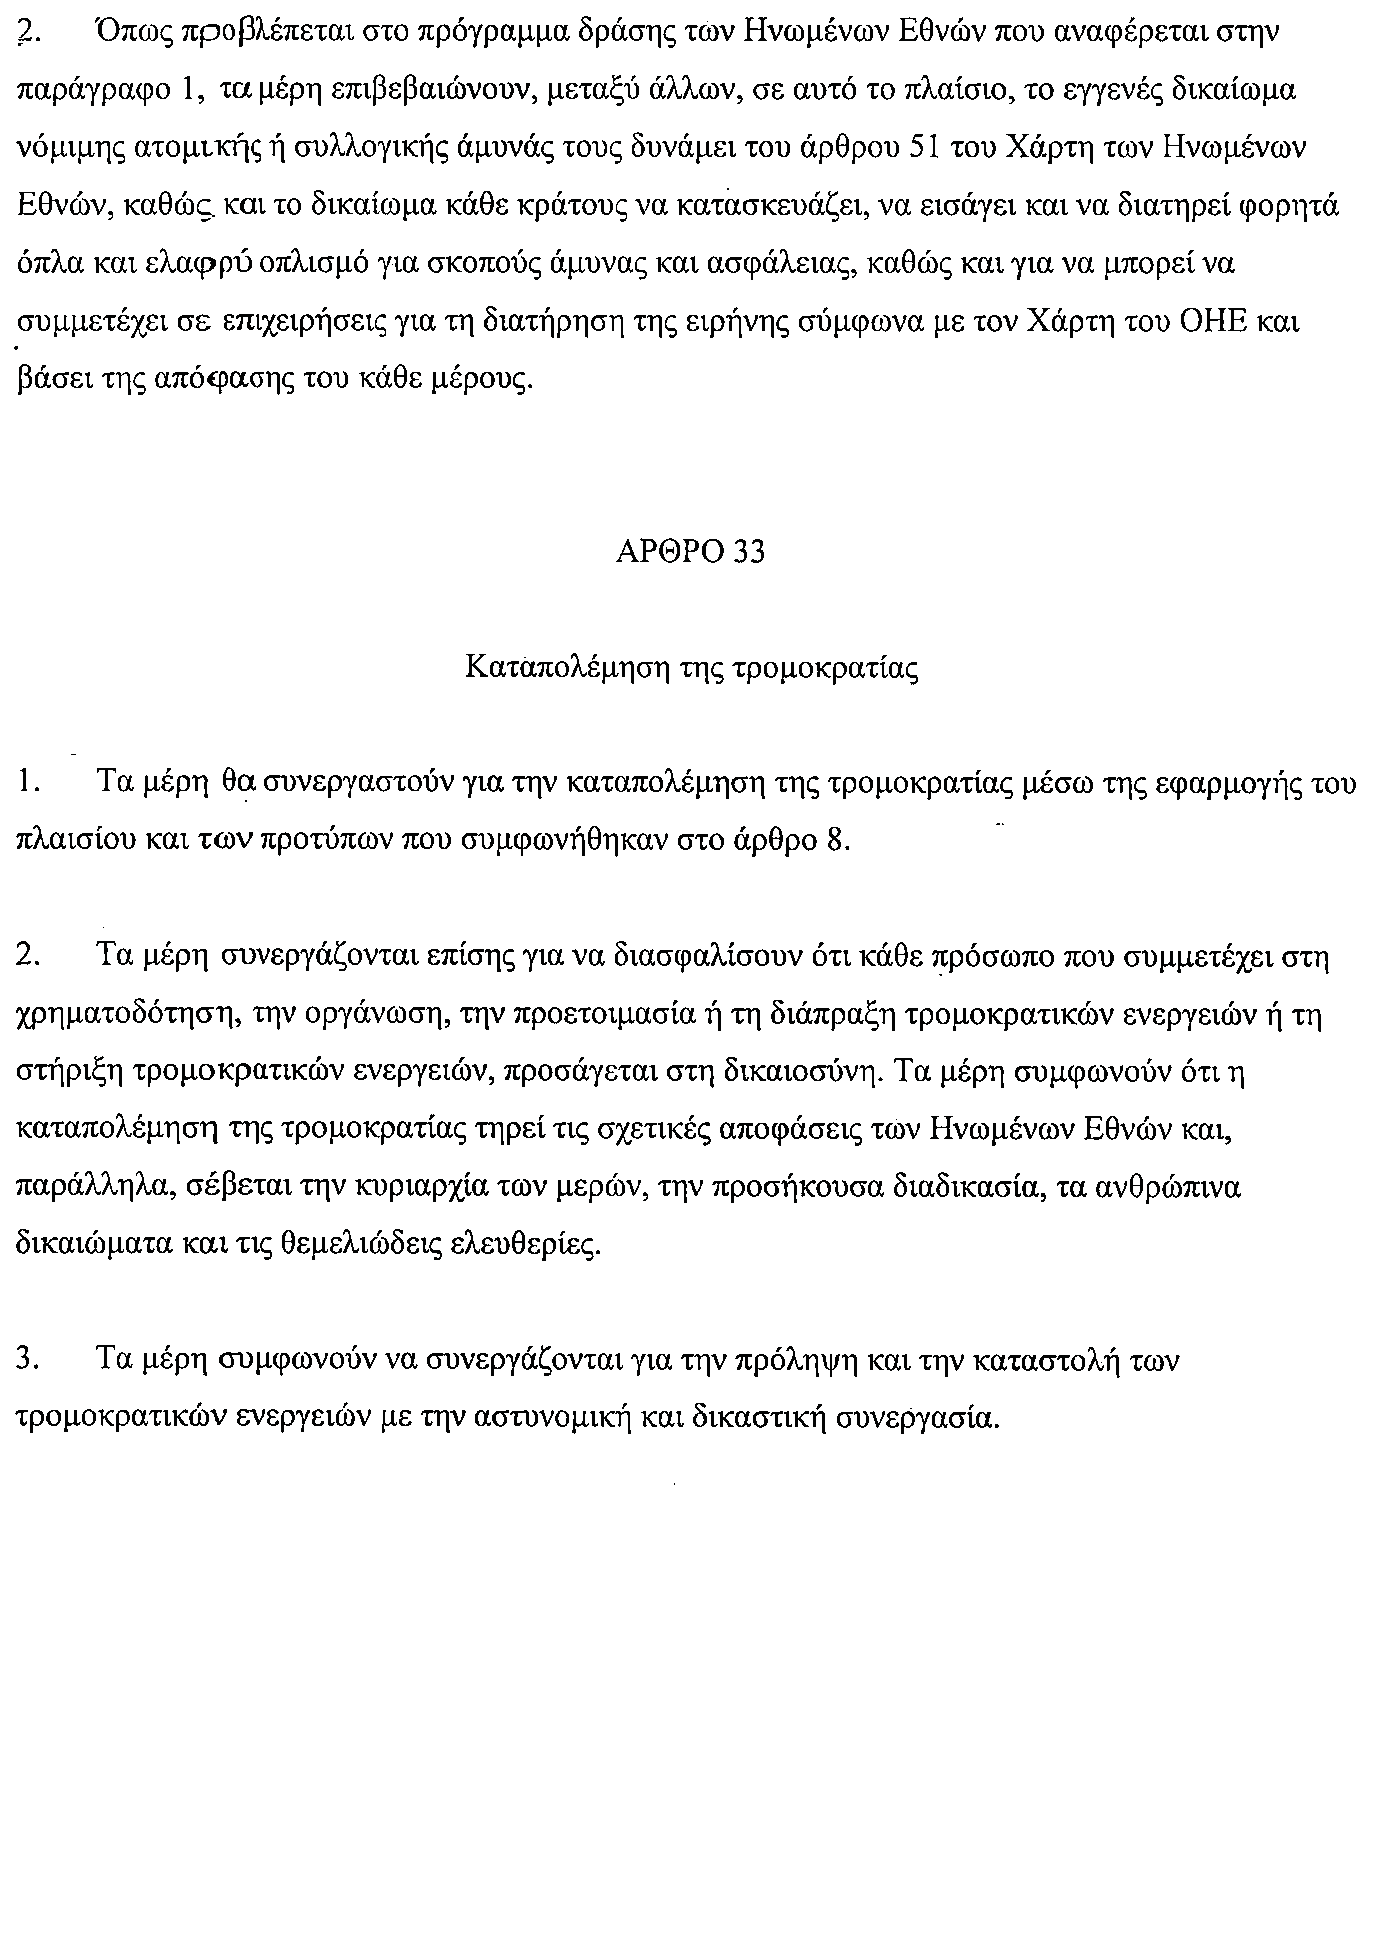 2. Όπως προβλέπεται στο πρόγραμμα δράσης των Ηνωμένων Εθνών που αναφέρεται στην
παράγραφο 1, τα μέρη επιβεβαιώνουν, μεταξύ άλλων, σε αυτό το πλαίσιο, το εγγενές δικαίωμα
νόμιμης ατομικής ή συλλογικής άμυνάς τους δυνάμει του άρθρου 51 του Χάρτη των Ηνωμένων
Εθνών, καθώς και το δικαίωμα κάθε κράτους να κατασκευάζει, να εισάγει και να διατηρεί φορητά
όπλα και ελαφρύ οπλισμό για σκοπούς άμυνας και ασφάλειας, καθώς και για να μπορεί να
συμμετέχει σε επιχειρήσεις για τη διατήρηση της ειρήνης σύμφωνα με τον Χάρτη του ΟΗΕ και
βάσει της απόφασης του κάθε μέρους.
ΑΡΘΡΟ 33
Καταπολέμηση της τρομοκρατίας
1. Τα μέρη θα συνεργαστούν για την καταπολέμηση της τρομοκρατίας μέσω της εφαρμογής του
πλαισίου και των προτύπων που συμφωνήθηκαν στο άρθρο 8.
2. Τα μέρη συνεργάζονται επίσης για να διασφαλίσουν ότι κάθε πρόσωπο που συμμετέχει στη
χρηματοδότηση, την οργάνωση, την προετοιμασία ή τη διάπραξη τρομοκρατικών ενεργειών ή τη
στήριξη τρομοκρατικών ενεργειών, προσάγεται στη δικαιοσύνη. Τα μέρη συμφωνούν ότι η
καταπολέμηση της τρομοκρατίας τηρεί τις σχετικές αποφάσεις των Ηνωμένων Εθνών και,
παράλληλα, σέβεται την κυριαρχία των μερών, την προσήκουσα διαδικασία, τα ανθρώπινα
δικαιώματα και τις θεμελιώδεις ελευθερίες.
3. Τα μέρη συμφωνούν να συνεργάζονται για την πρόληψη και την καταστολή των
τρομοκρατικών ενεργειών με την αστυνομική και δικαστική συνεργασία.